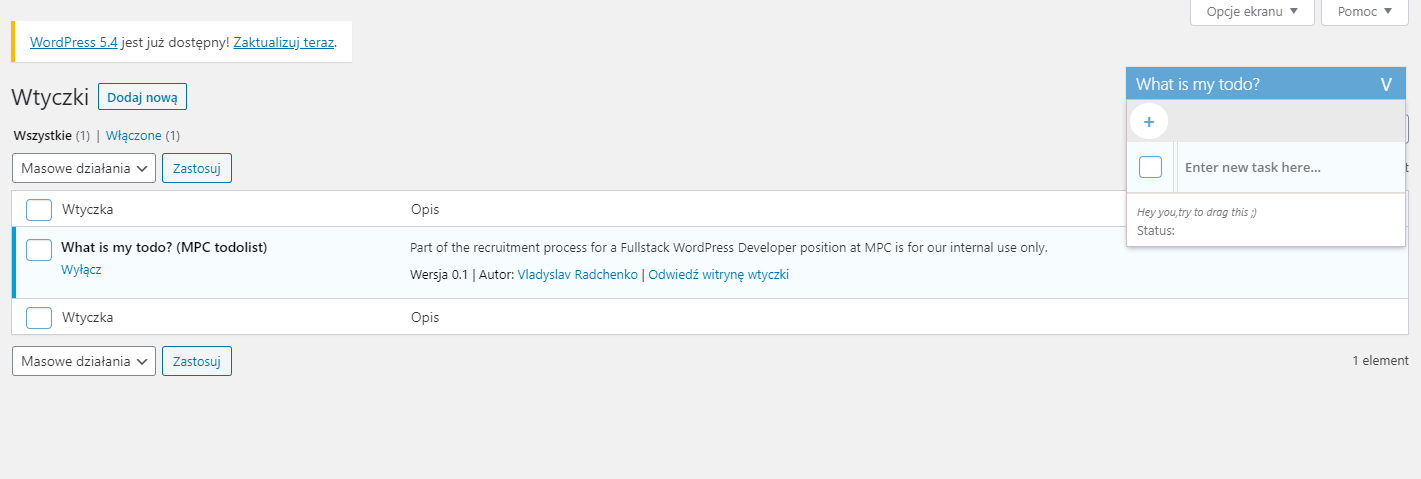 Opcje ekranu ▼ Pomoc ▼
WordPress 5.4 jest już dostępny! Zaktualizuj teraz.
Wtyczki Dodaj nową
Wszystkie (1) | Włączone (1)
Masowe działania Zastosuj
Wtyczka Opis
What is my todo? (MPC todolist)
Wyłącz
Part of the recruitment process for a Fullstack WordPress Developer position at MPC is for our internal use only.
Wersja 0.1 | Autor: Vladyslav Radchenko | Odwiedź witrynę wtyczki
Wtyczka Opis
Masowe działania Zastosuj
1 element
What is my todo? V
+
Enter new task here...
Hey you,try to drag this ;)
Status: